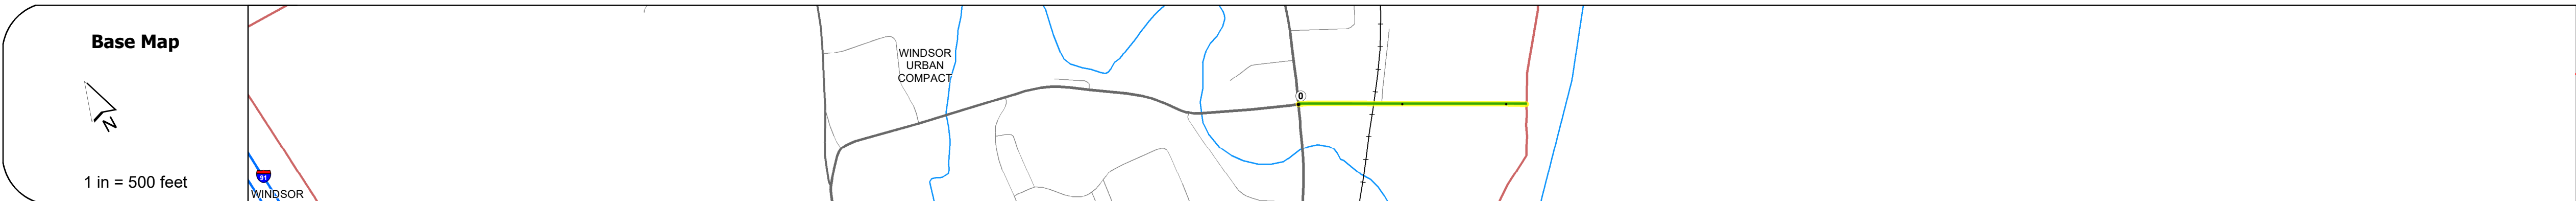 Base Map
N
1 in = 500 feet
91
WINDSOR
WINDSOR
URBAN
COMPACT
0